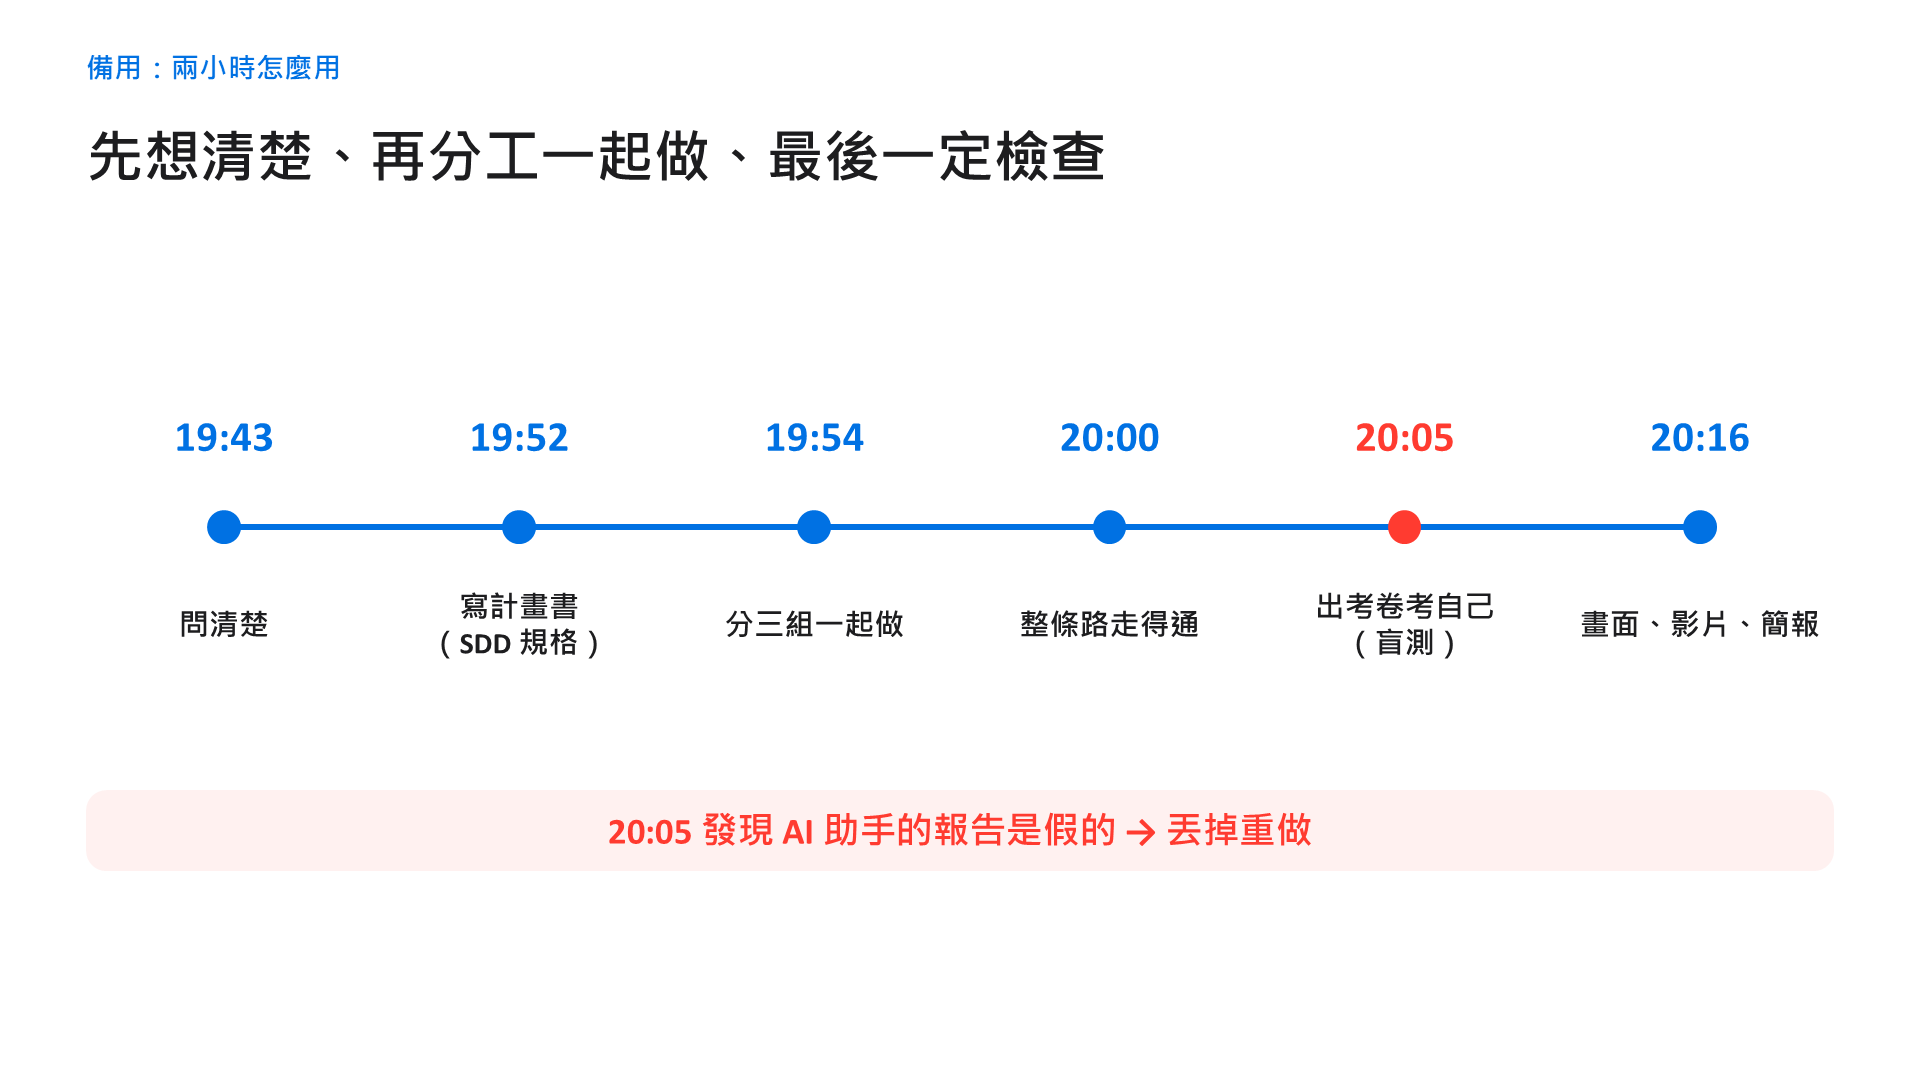 備用：兩小時怎麼用
先想清楚、再分工一起做、最後一定檢查
19:43
19:52
19:54
20:00
20:05
20:16
問清楚
寫計畫書
（SDD 規格）
分三組一起做
整條路走得通
出考卷考自己
（盲測）
畫面、影片、簡報
20:05 發現 AI 助手的報告是假的 → 丟掉重做